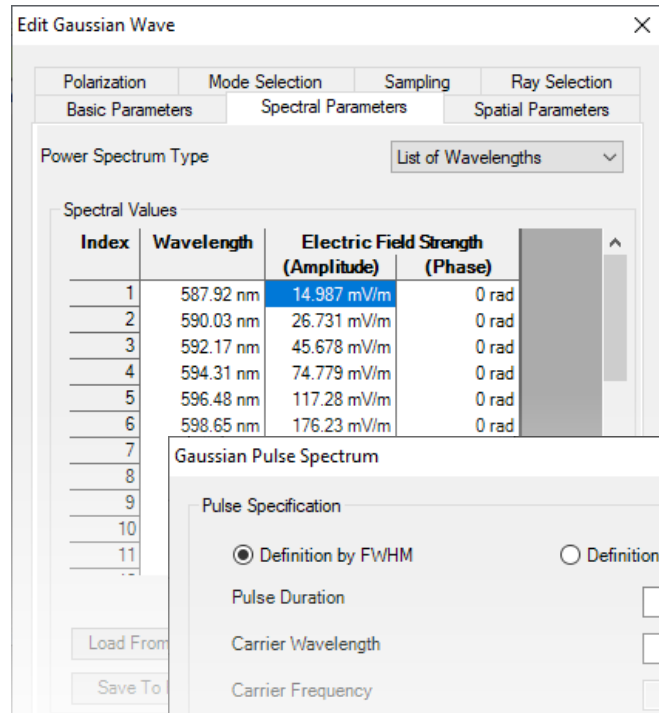 Edit Gaussian Wave
Polarization Mode Selection Sampling Ray Selection
Basic Parameters Spectral Parameters Spatial Parameters
Power Spectrum Type List of Wavelengths
Spectral Values
Index Wavelength Electric Field Strength
(Amplitude) (Phase)
1 587.92 nm 14.987 mV/m 0 rad
2 590.03 nm 26.731 mV/m 0 rad
3 592.17 nm 45.678 mV/m 0 rad
4 594.31 nm 74.779 mV/m 0 rad
5 596.48 nm 117.28 mV/m 0 rad
6 598.65 nm 176.23 mV/m 0 rad
7
8
9
10
11
Load From
Save To
Gaussian Pulse Spectrum
Pulse Specification
Definition by FWHM Definition
Pulse Duration
Carrier Wavelength
Carrier Frequency